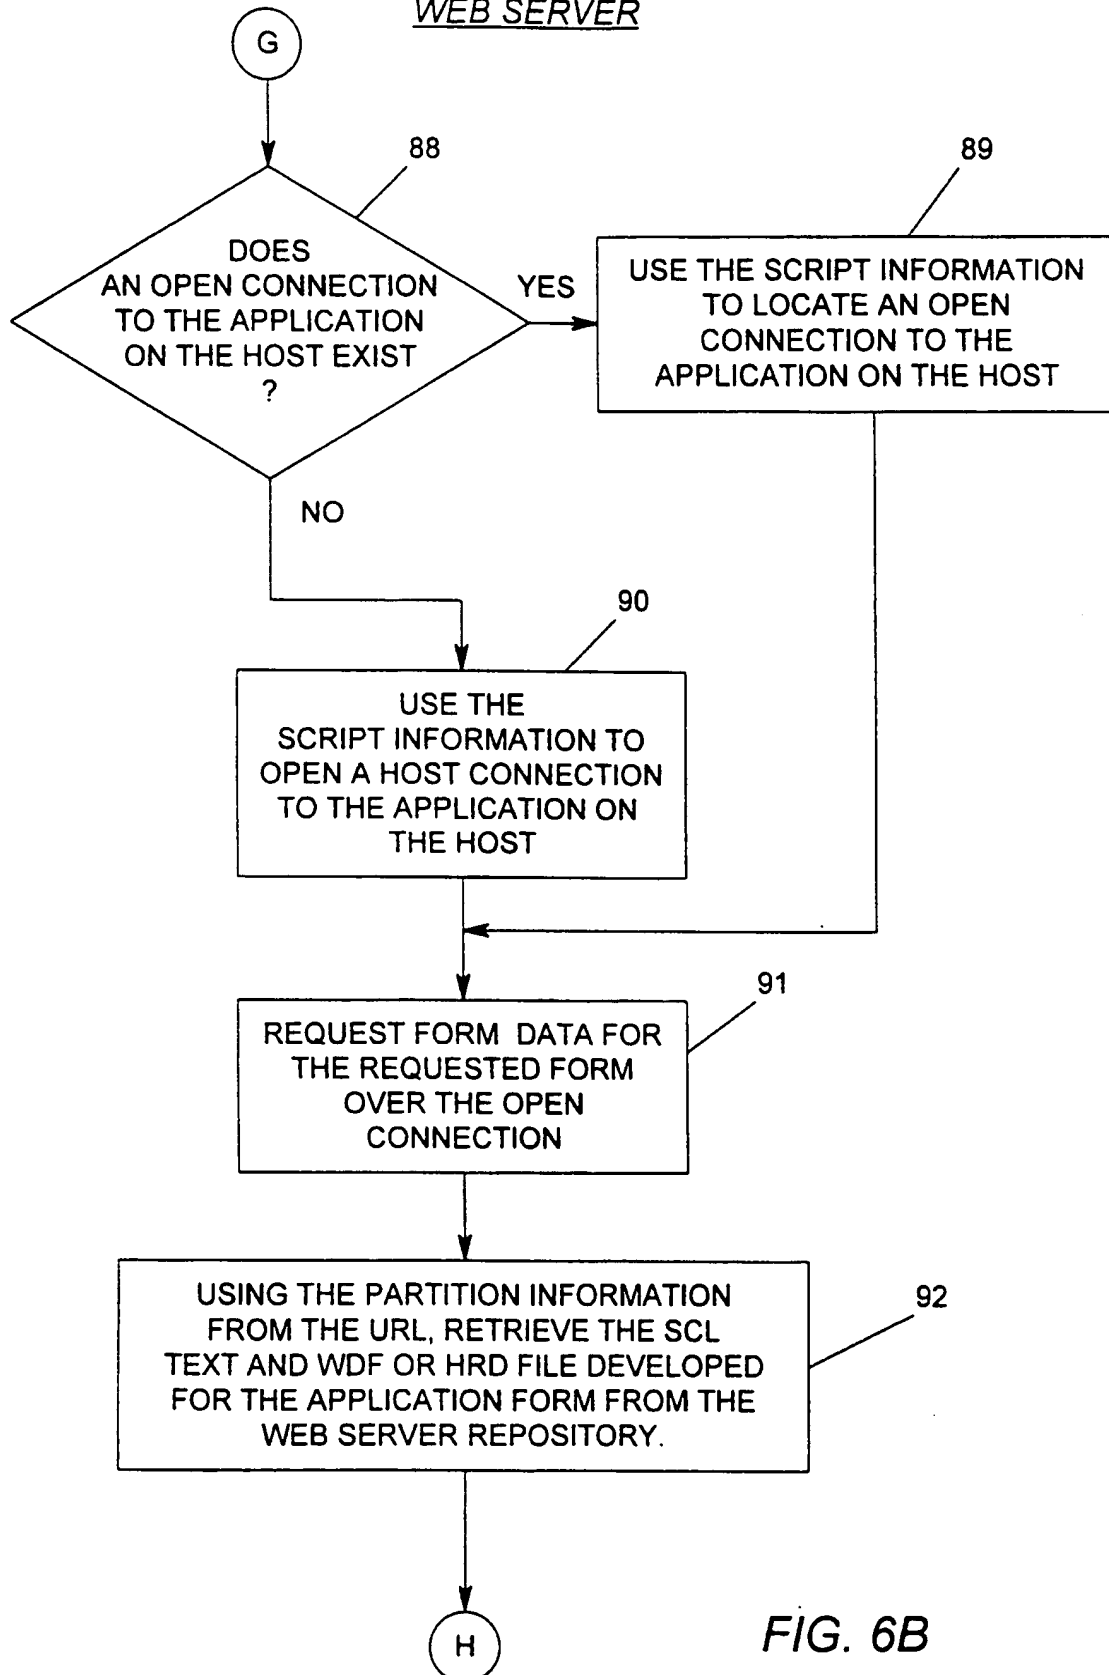 WEB SERVER
G
88
DOES
AN OPEN CONNECTION
TO THE APPLICATION
ON THE HOST EXIST
?
YES
89
USE THE SCRIPT INFORMATION
TO LOCATE AN OPEN
CONNECTION TO THE
APPLICATION ON THE HOST
NO
90
USE THE
SCRIPT INFORMATION TO
OPEN A HOST CONNECTION
TO THE APPLICATION ON
THE HOST
91
REQUEST FORM DATA FOR
THE REQUESTED FORM
OVER THE OPEN
CONNECTION
92
USING THE PARTITION INFORMATION
FROM THE URL, RETRIEVE THE SCL
TEXT AND WDF OR HRD FILE DEVELOPED
FOR THE APPLICATION FORM FROM THE
WEB SERVER REPOSITORY.
H
FIG. 6B